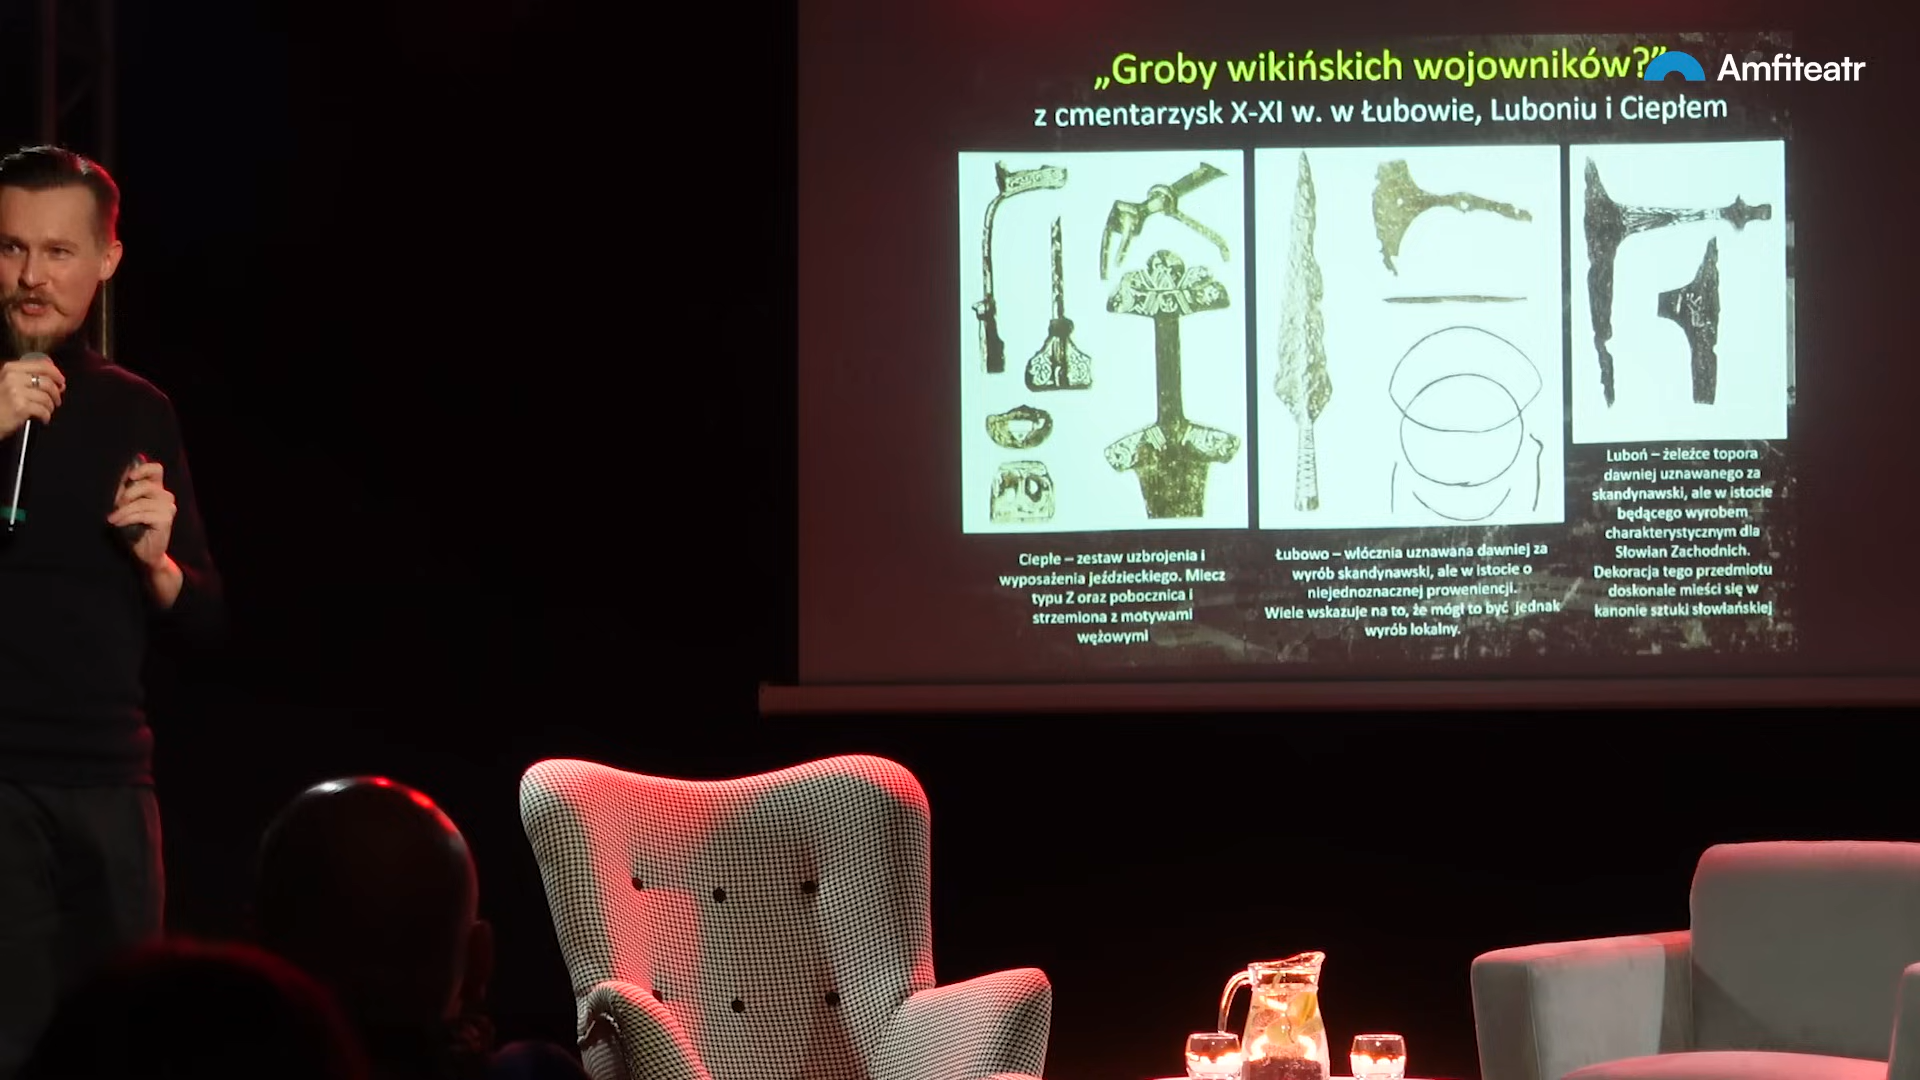 „Groby wikińskich wojowników?”
Amfiteatr
z cmentarzysk X-XI w. w Łubowie, Luboniu i Ciepłem
Ciepłe – zestaw uzbrojenia i
wyposażenia jeździeckiego. Miecz
typu Z oraz pobocznica i
strzemiona z motywami
wężowymi
Łubowo – włócznia uznawana dawniej za
wyrób skandynawski, ale w istocie o
niejednoznacznej proweniencji.
Wiele wskazuje na to, że mógł to być jednak
wyrób lokalny.
Luboń – żeleźce topora
dawniej uznawanego za
skandynawski, ale w istocie
będącego wyrobem
charakterystycznym dla
Słowian Zachodnich.
Dekoracja tego przedmiotu
doskonale mieści się w
kanonie sztuki słowiańskiej